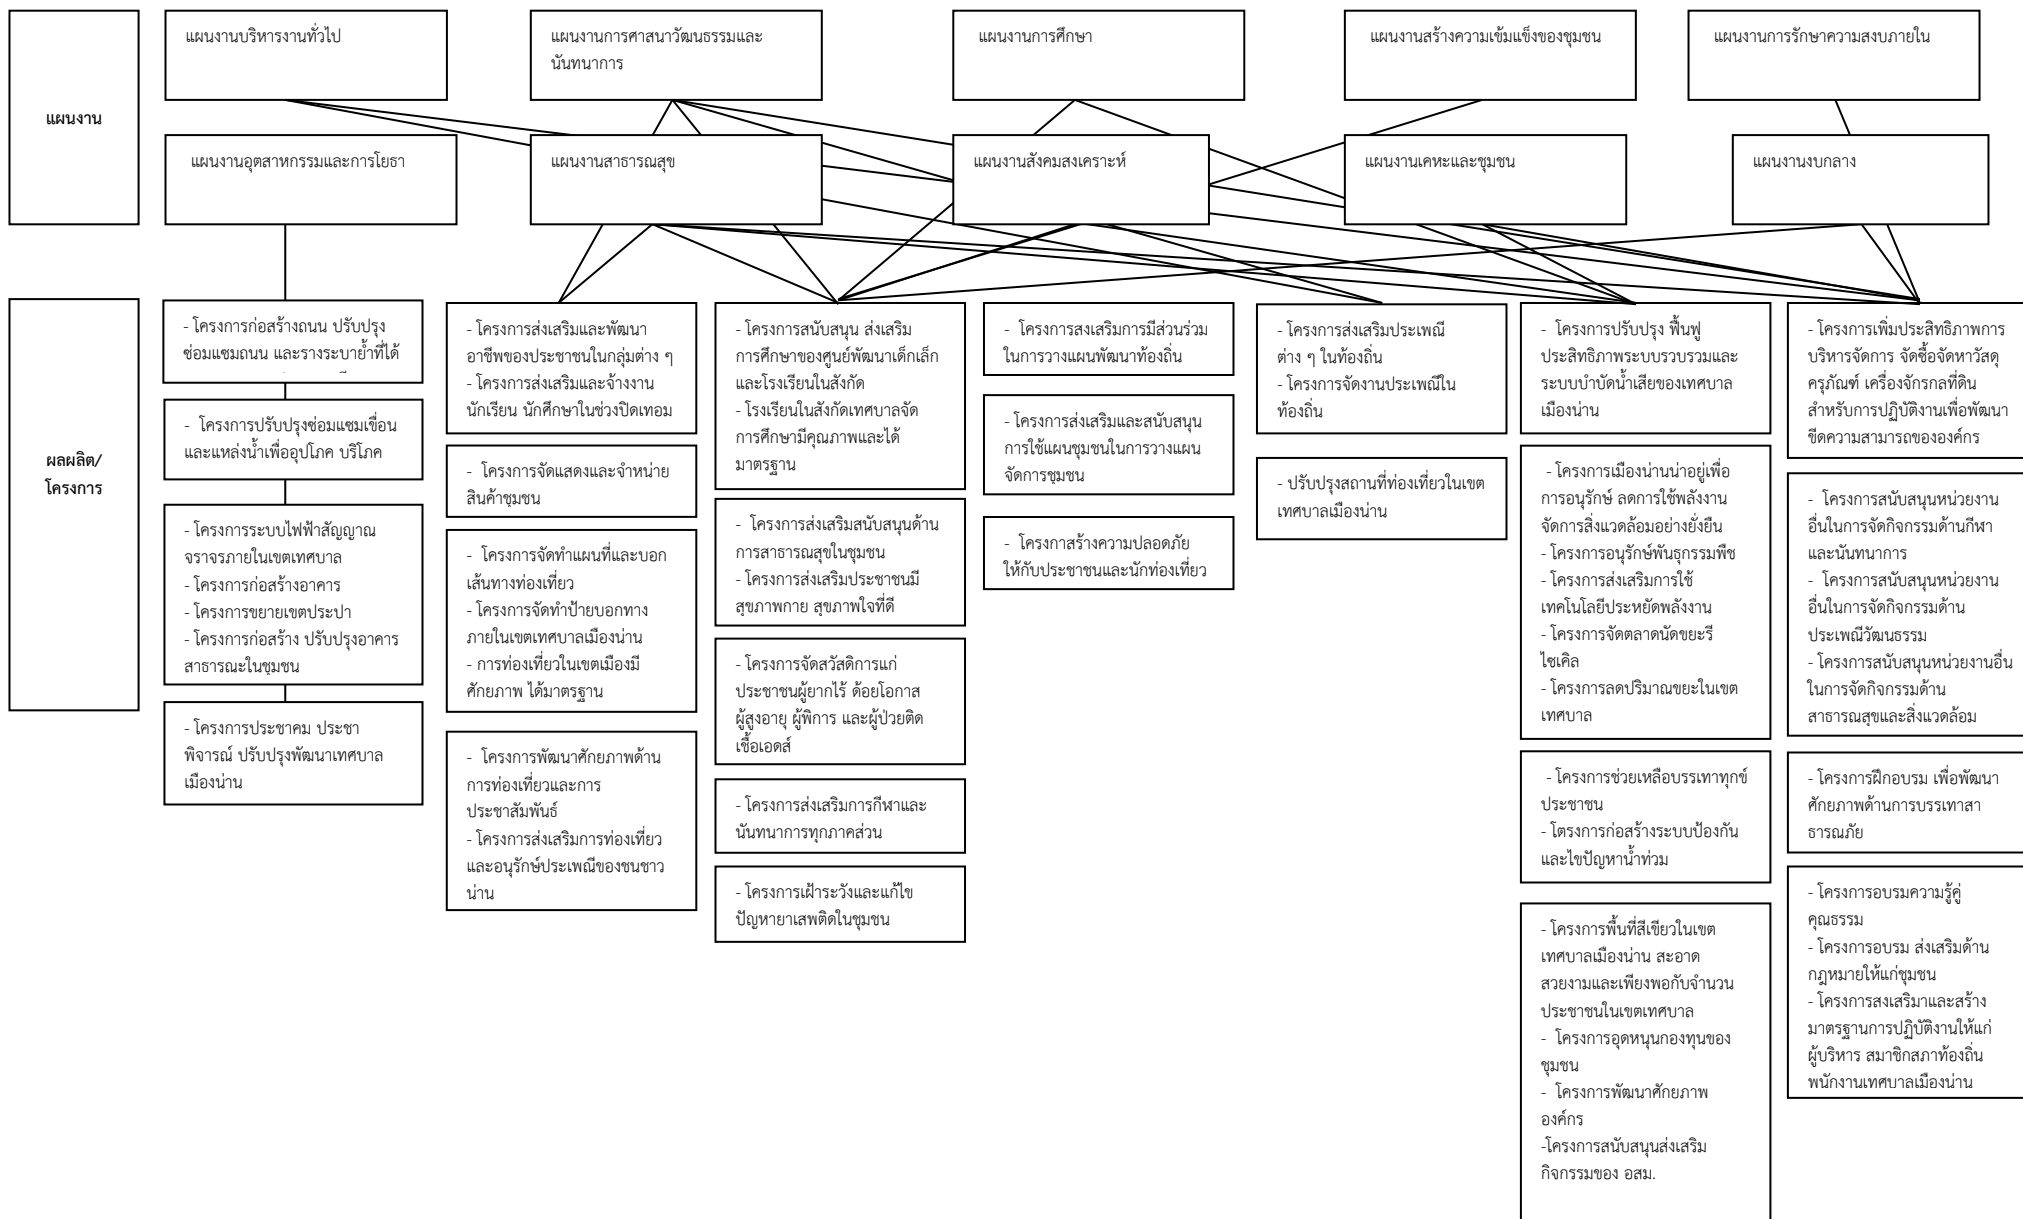 แผนงาน
แผนงานบริหารงานทั่วไป
แผนงานการศาสนาวัฒนธรรมและ
นันทนาการ
แผนงานการศึกษา
แผนงานสร้างความเข้มแข็งของชุมชน
แผนงานการรักษาความสงบภายใน
แผนงานอุตสาหกรรมและการโยธา
แผนงานสาธารณสุข
แผนงานสังคมสงเคราะห์
แผนงานเคหะและชุมชน
แผนงานงบกลาง
ผลผลิต/
โครงการ
- โครงการก่อสร้างถนน ปรับปรุง
ซ่อมแซมถนน และรางระบาย้ำที่ได้
- โครงการปรับปรุงซ่อมแซมเขื่อน
และแหล่งน้ำเพื่ออุปโภค บริโภค
- โครงการระบบไฟฟ้าสัญญาณ
จราจรภายในเขตเทศบาล
- โครงการก่อสร้างอาคาร
- โครงการขยายเขตประปา
- โครงการก่อสร้าง ปรับปรุงอาคาร
สาธารณะในชุมชน
- โครงการประชาคม ประชา
พิจารณ์ ปรับปรุงพัฒนาเทศบาล
เมืองน่าน
- โครงการส่งเสริมและพัฒนา
อาชีพของประชาชนในกลุ่มต่าง ๆ
- โครงการส่งเสริมและจ้างงาน
นักเรียน นักศึกษาในช่วงปิดเทอม
- โครงการจัดแสดงและจำหน่าย
สินค้าชุมชน
- โครงการจัดทำแผนที่และบอก
เส้นทางท่องเที่ยว
- โครงการจัดทำป้ายบอกทาง
ภายในเขตเทศบาลเมืองน่าน
- การท่องเที่ยวในเขตเมืองมี
ศักยภาพ ได้มาตรฐาน
- โครงการพัฒนาศักยภาพด้าน
การท่องเที่ยวและการ
ประชาสัมพันธ์
- โครงการส่งเสริมการท่องเที่ยว
และอนุรักษ์ประเพณีของชนชาว
น่าน
- โครงการสนับสนุน ส่งเสริม
การศึกษาของศูนย์พัฒนาเด็กเล็ก
และโรงเรียนในสังกัด
- โรงเรียนในสังกัดเทศบาลจัด
การศึกษามีคุณภาพและได้
มาตรฐาน
- โครงการส่งเสริมสนับสนุนด้าน
การสาธารณสุขในชุมชน
- โครงการส่งเสริมประชาชนมี
สุขภาพกาย สุขภาพใจที่ดี
- โครงการจัดสวัสดิการแก่
ประชาชนผู้ยากไร้ ด้อยโอกาส
ผู้สูงอายุ ผู้พิการ และผู้ป่วยติด
เชื้อเอดส์
- โครงการส่งเสริมการกีฬาและ
นันทนาการทุกภาคส่วน
- โครงการเฝ้าระวังและแก้ไข
ปัญหายาเสพติดในชุมชน
- โครงการสงเสริมการมีส่วนร่วม
ในการวางแผนพัฒนาท้องถิ่น
- โครงการส่งเสริมและสนับสนุน
การใช้แผนชุมชนในการวางแผน
จัดการชุมชน
- โครงกาสร้างความปลอดภัย
ให้กับประชาชนและนักท่องเที่ยว
- โครงการส่งเสริมประเพณี
ต่าง ๆ ในท้องถิ่น
- โครงการจัดงานประเพณีใน
ท้องถิ่น
- ปรับปรุงสถานที่ท่องเที่ยวในเขต
เทศบาลเมืองน่าน
- โครงการปรับปรุง ฟื้นฟู
ประสิทธิภาพระบบรวบรวมและ
ระบบบำบัดน้ำเสียของเทศบาล
เมืองน่าน
- โครงการเมืองน่านน่าอยู่เพื่อ
การอนุรักษ์ ลดการใช้พลังงาน
จัดการสิ่งแวดล้อมอย่างยั่งยืน
- โครงการอนุรักษ์พันธุกรรมพืช
- โครงการส่งเสริมการใช้
เทคโนโลยีประหยัดพลังงาน
- โครงการจัดตลาดนัดขยะรี
ไซเคิล
- โครงการลดปริมาณขยะในเขต
เทศบาล
- โครงการช่วยเหลือบรรเทาทุกข์
ประชาชน
- โตรงการก่อสร้างระบบป้องกัน
และไขปัญหาน้ำท่วม
- โครงการพื้นที่สีเขียวในเขต
เทศบาลเมืองน่าน สะอาด
สวยงามและเพียงพอกับจำนวน
ประชาชนในเขตเทศบาล
- โครงการอุดหนุนกองทุนของ
ชุมชน
- โครงการพัฒนาศักยภาพ
องค์กร
-โครงการสนับสนุนส่งเสริม
กิจกรรมของ อสม.
- โครงการเพิ่มประสิทธิภาพการ
บริหารจัดการ จัดซื้อจัดหาวัสดุ
ครุภัณฑ์ เครื่องจักรกลที่ดิน
สำหรับการปฏิบัติงานเพื่อพัฒนา
ขีดความสามารถขององค์กร
- โครงการสนับสนุนหน่วยงาน
อื่นในการจัดกิจกรรมด้านกีฬา
และนันทนาการ
- โครงการสนับสนุนหน่วยงาน
อื่นในการจัดกิจกรรมด้าน
ประเพณีวัฒนธรรม
- โครงการสนับสนุนหน่วยงานอื่น
ในการจัดกิจกรรมด้าน
สาธารณสุขและสิ่งแวดล้อม
- โครงการฝึกอบรม เพื่อพัฒนา
ศักยภาพด้านการบรรเทาสา
ธารณภัย
- โครงการอบรมความรู้คู่
คุณธรรม
- โครงการอบรม ส่งเสริมด้าน
กฎหมายให้แก่ชุมชน
- โครงการสงเสริมาและสร้าง
มาตรฐานการปฏิบัติงานให้แก่
ผู้บริหาร สมาชิกสภาท้องถิ่น
พนักงานเทศบาลเมืองน่าน